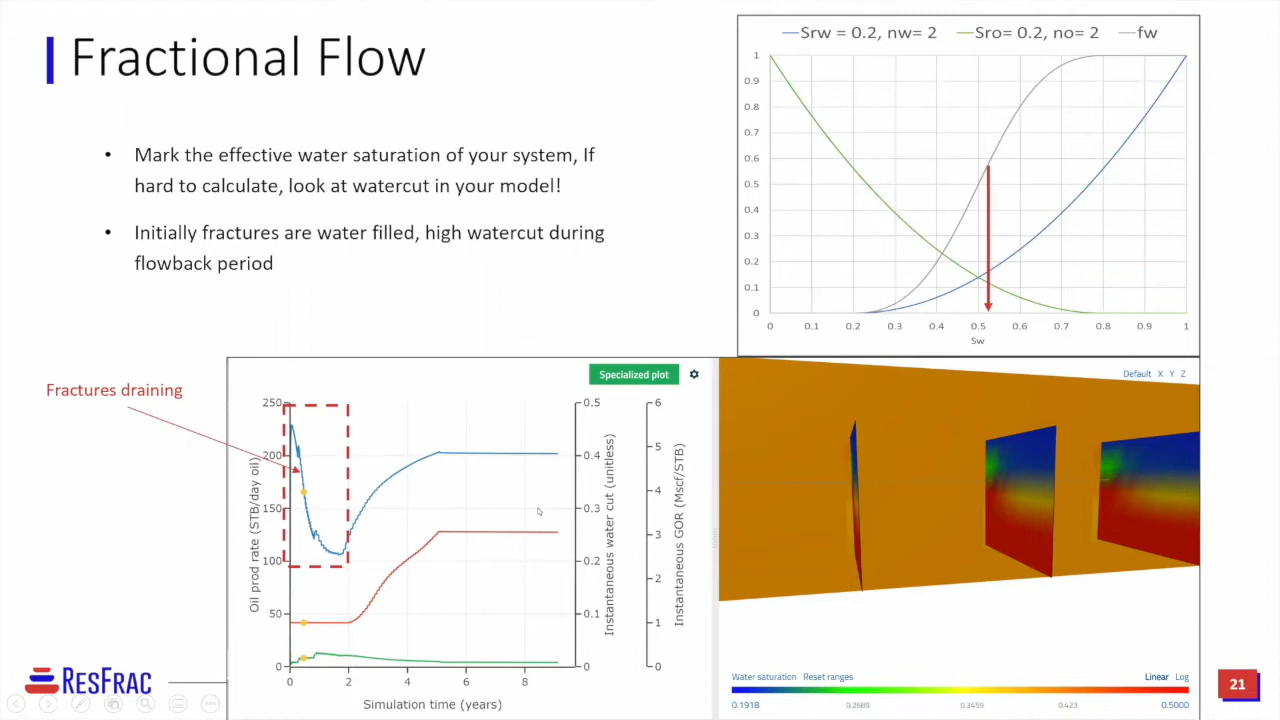 Fractional Flow
Mark the effective water saturation of your system, If
hard to calculate, look at watercut in your model!
Initially fractures are water filled, high watercut during
flowback period
Srw = 0.2, nw= 2 Sro= 0.2, no= 2 fw
1
0.9
0.8
0.7
0.6
0.5
0.4
0.3
0.2
0.1
0
0 0.1 0.2 0.3 0.4 0.5 0.6 0.7 0.8 0.9 1
Sw
Fractures draining
Specialized plot
250
200
150
100
50
0
Oil prod rate (STB/day oil)
0.5
0.4
0.3
0.2
0.1
0
Instantaneous water cut (unitless)
6
5
4
3
2
1
0
Instantaneous GOR (Mscf/STB)
0 2 4 6 8
Simulation time (years)
Default X Y Z
Water saturation Reset ranges
Linear Log
0.1918 0.2689 0.3459 0.423 0.5000
RESFRAC
21